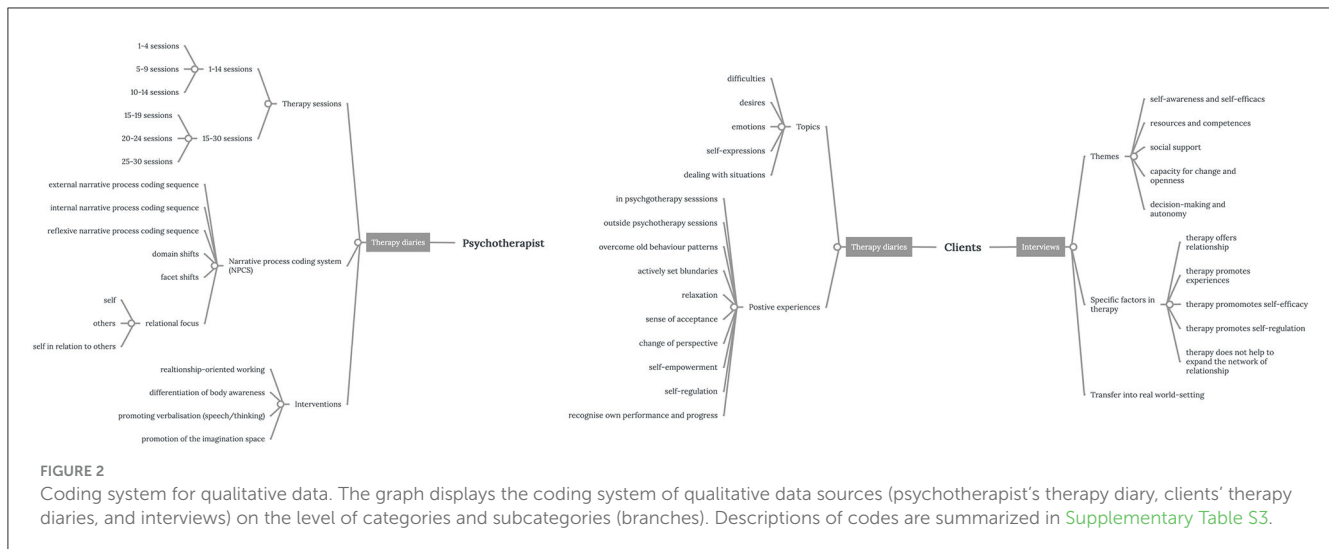 1-4 sessions
5-9 sessions
10-14 sessions
1-14 sessions
15-19 sessions
20-24 sessions
25-30 sessions
15-30 sessions
Therapy sessions
external narrative process coding sequence
internal narrative process coding sequence
reflexive narrative process coding sequence
domain shifts
facet shifts
self
others
self in relation to others
relational focus
Narrative process coding system
(NPCS)
realtionship-oriented working
differentiation of body awareness
promoting verbalisation (speech/thinking)
promotion of the imagination space
Interventions
Therapy diaries
Psychotherapist
difficulties
desires
emotions
self-expressions
dealing with situations
Topics
in psychgotherapy sesssions
outside psychotherapy sessions
overcome old behaviour patterns
actively set blundaries
relaxation
sense of acceptance
change of perspective
self-empowerment
self-regulation
recognise own performance and progress
Postive experiences
Therapy diaries
Clients
Interviews
Themes
self-awareness and self-efficacs
resources and competences
social support
capacity for change and
openness
decision-making and
autonomy
Specific factors in
therapy
therapy offers
relationship
therapy promotes
experiences
therapy promomotes self-efficacy
therapy promotes self-regulation
therapy does not help to
expand the network of
relationship
Transfer into real world-setting
FIGURE 2
Coding system for qualitative data. The graph displays the coding system of qualitative data sources (psychotherapist's therapy diary, clients' therapy
diaries, and interviews) on the level of categories and subcategories (branches). Descriptions of codes are summarized in Supplementary Table S3.